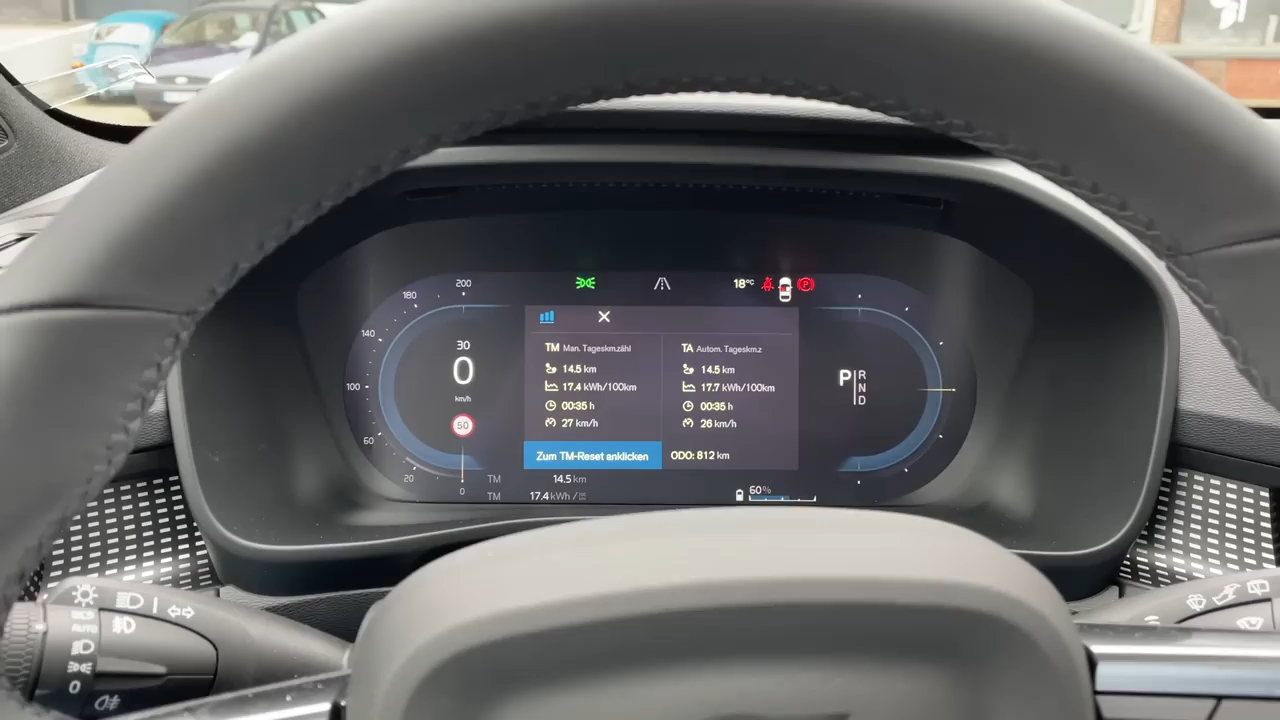 200
180
140
100
60
20
0
30
0
km/h
50
18°C
P
TM Man. Tageskmzähl
14.5 km
17.4 kWh/100km
00:35 h
27 km/h
TA Autom. Tageskm.z
14.5 km
17.7 kWh/100km
00:35 h
26 km/h
Zum TM-Reset anklicken
ODO: 812 km
TM 14.5 km
TM 17.4 kWh /
60%
P
R
N
D
AUTO
0